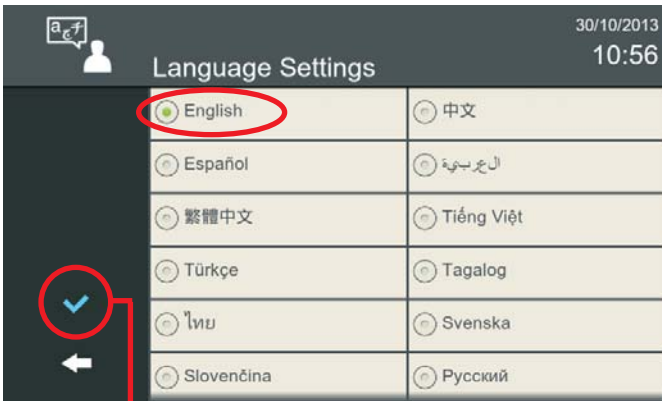 30/10/2013
10:56
Language Settings
English
中文
Español
العربية
繁體中文
Tiếng Việt
Türkçe
Tagalog
ไทย
Svenska
Slovenčina
Русский